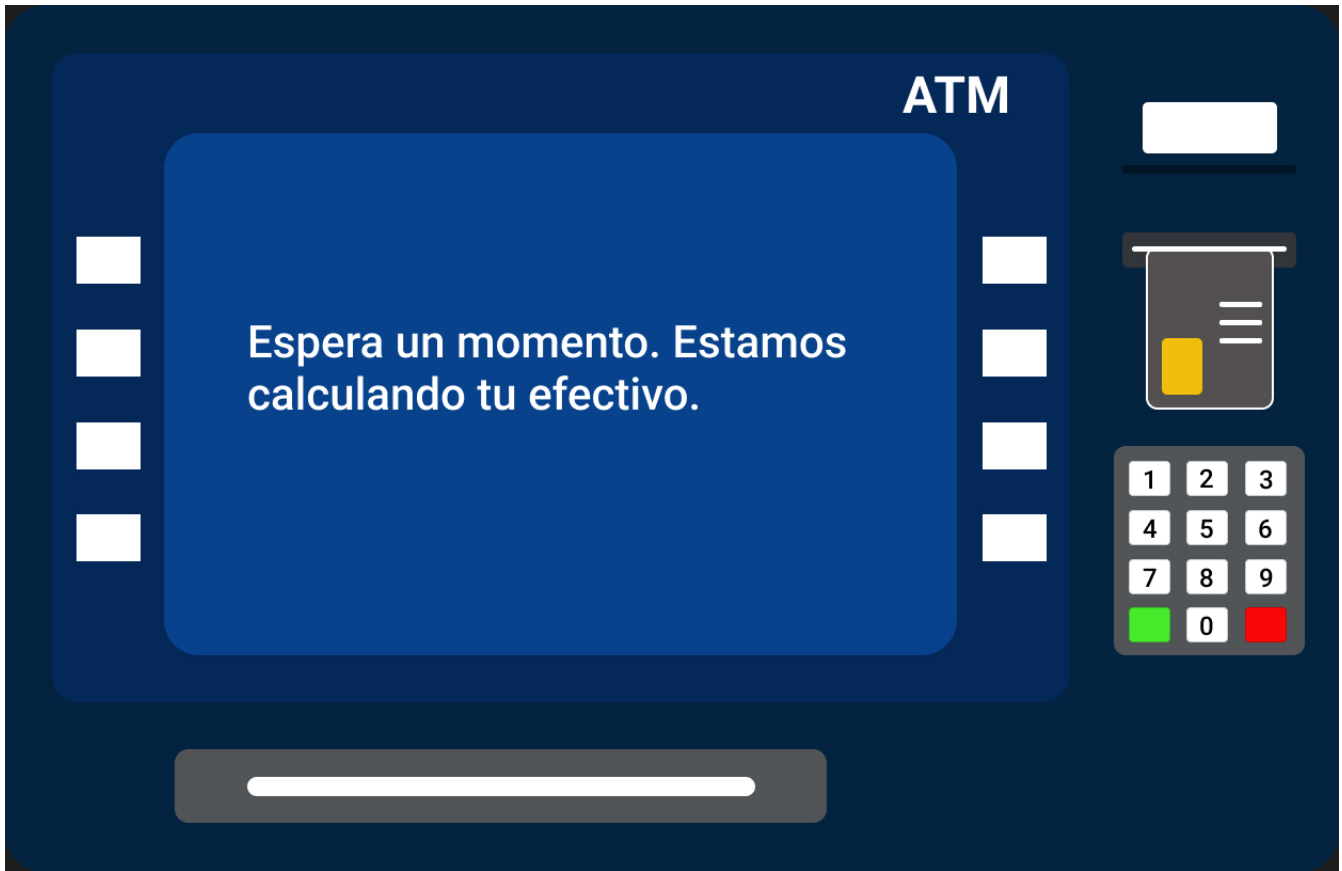 ATM
Espera un momento. Estamos
calculando tu efectivo.
1 2 3
4 5 6
7 8 9
0